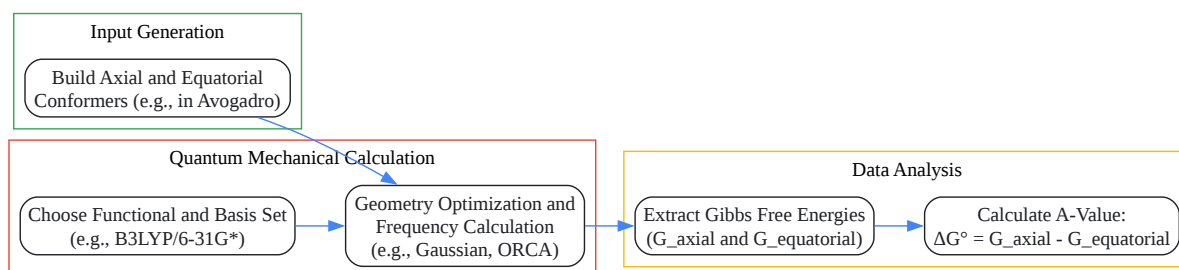 Input Generation
Build Axial and Equatorial
Conformers (e.g., in Avogadro)
Quantum Mechanical Calculation
Choose Functional and Basis Set
(e.g., B3LYP/6-31G*)
Geometry Optimization and
Frequency Calculation
(e.g., Gaussian, ORCA)
Data Analysis
Extract Gibbs Free Energies
(G_axial and G_equatorial)
Calculate A-Value:
ΔG° = G_axial - G_equatorial